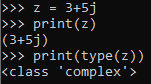 >>> z = 3+5j
>>> print(z)
(3+5j)
>>> print(type(z))
<class 'complex'>